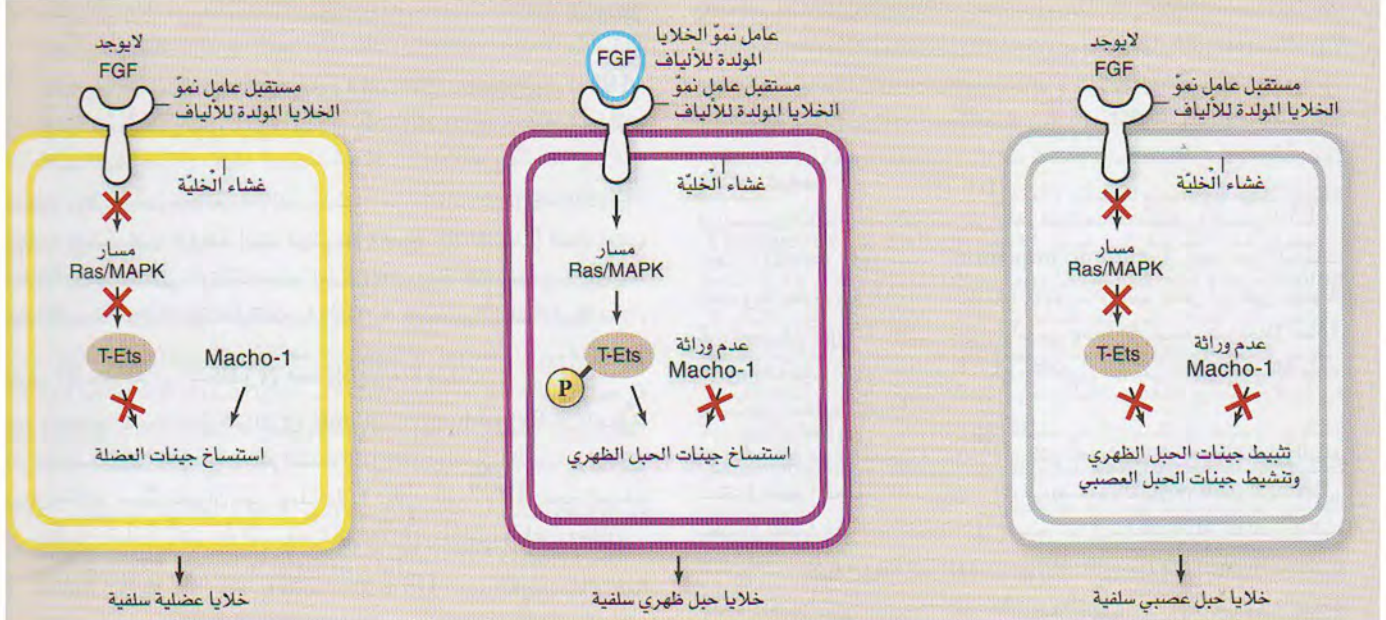 لايوجد
FGF
مستقبل عامل نموّ
الخلايا المولدة للألياف
غشاء الخليّة
مسار
Ras/MAPK
T-Ets
عدم وراثة
Macho-1
تثبيط جينات الحبل الظهري
وتنشيط جينات الحبل العصبي
خلايا حبل عصبي سلفية
عامل نموّ الخلايا
المولدة للألياف
FGF
مستقبل عامل نموّ
الخلايا المولدة للألياف
غشاء الخليّة
مسار
Ras/MAPK
T-Ets
P
عدم وراثة
Macho-1
استنساخ جينات الحبل الظهري
خلايا حبل ظهري سلفية
لايوجد
FGF
مستقبل عامل نموّ
الخلايا المولدة للألياف
غشاء الخليّة
مسار
Ras/MAPK
T-Ets
Macho-1
استنساخ جينات العضلة
خلايا عضلية سلفية